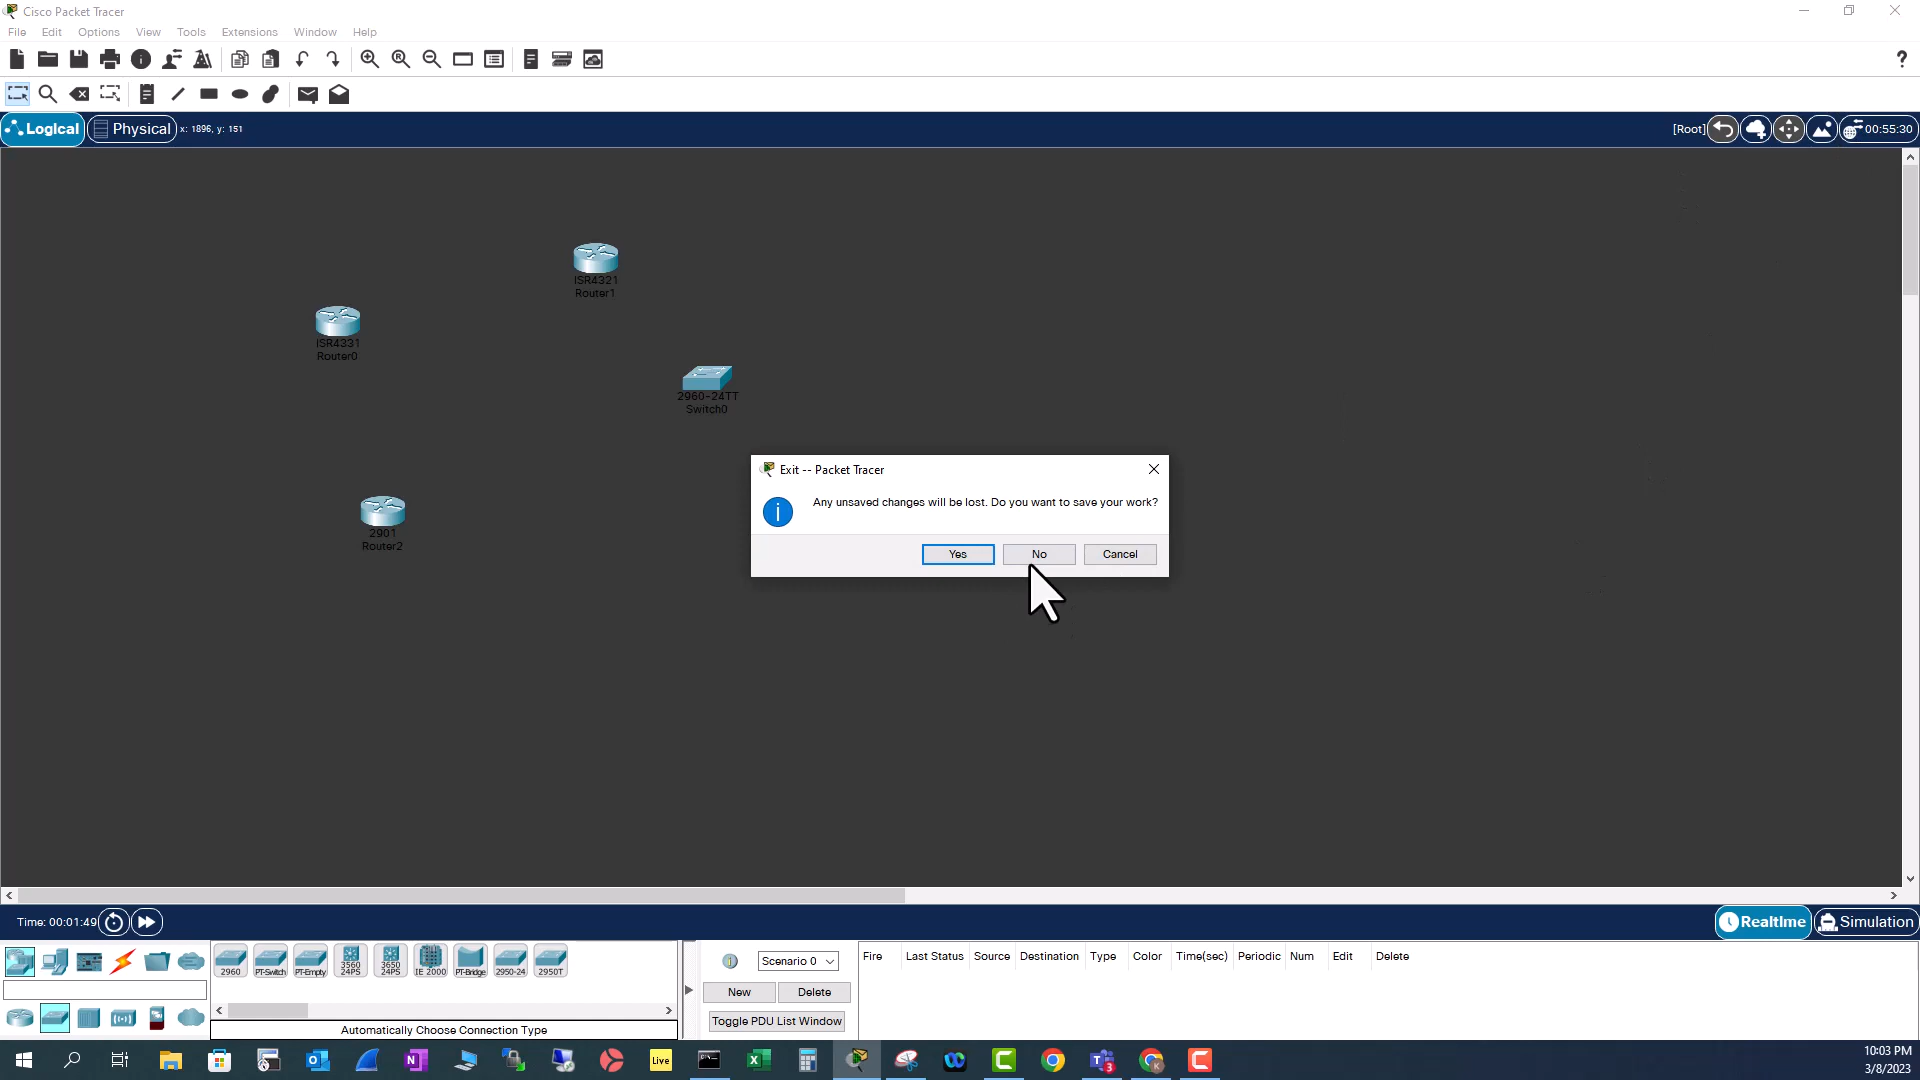 Cisco Packet Tracer
File Edit Options View Tools Extensions Window Help
?
Logical Physical x: 1896, y: 151 [Root] 00:55:30
ISR4321
Router1
ISR4331
Router0
2960-24TT
Switch0
Exit -- Packet Tracer
Any unsaved changes will be lost. Do you want to save your work?
Yes No Cancel
2901
Router2
Time: 00:01:49 Realtime Simulation
2960 PT-Switch PT-Empty 3560 24PS 3650 24PS IE 2000 PT-Bridge 2950-24 2950T
Scenario 0
New Delete
Toggle PDU List Window
Fire Last Status Source Destination Type Color Time(sec) Periodic Num Edit Delete
Automatically Choose Connection Type
Live
10:03 PM
3/8/2023